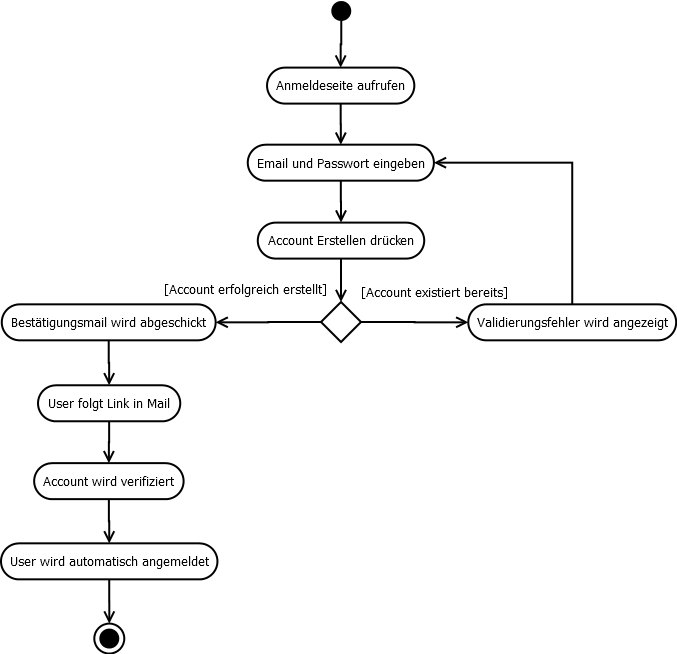 Anmeldeseite aufrufen
Email und Passwort eingeben
Account Erstellen drücken
[Account erfolgreich erstellt]
[Account existiert bereits]
Bestätigungsmail wird abgeschickt
Validierungsfehler wird angezeigt
User folgt Link in Mail
Account wird verifiziert
User wird automatisch angemeldet